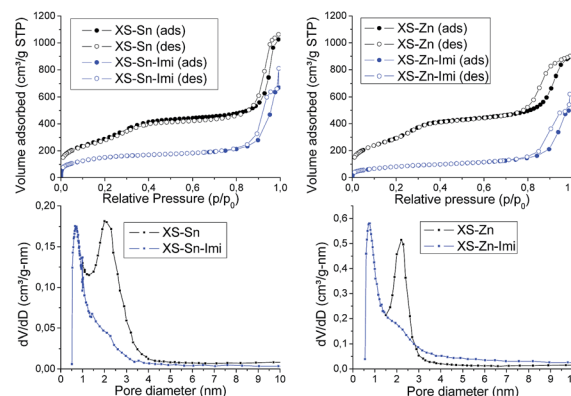 1200
1000
800
600
400
200
0
Volume adsorbed (cm³/g STP)
XS-Sn (ads)
XS-Sn (des)
XS-Sn-Imi (ads)
XS-Sn-Imi (des)
0,0 0,2 0,4 0,6 0,8 1,0
Relative Pressure (p/p₀)
1200
1000
800
600
400
200
0
Volume adsorbed (cm³/g STP)
XS-Zn (ads)
XS-Zn (des)
XS-Zn-Imi (ads)
XS-Zn-Imi (des)
0,0 0,2 0,4 0,6 0,8 1,0
Relative Pressure (p/p₀)
0,20
0,15
0,10
0,05
0,00
dV/dD (cm³/g-nm)
XS-Sn
XS-Sn-Imi
0 1 2 3 4 5 6 7 8 9 10
Pore diameter (nm)
0,6
0,5
0,4
0,3
0,2
0,1
0,0
dV/dD (cm³/g-nm)
XS-Zn
XS-Zn-Imi
0 1 2 3 4 5 6 7 8 9 10
Pore diameter (nm)